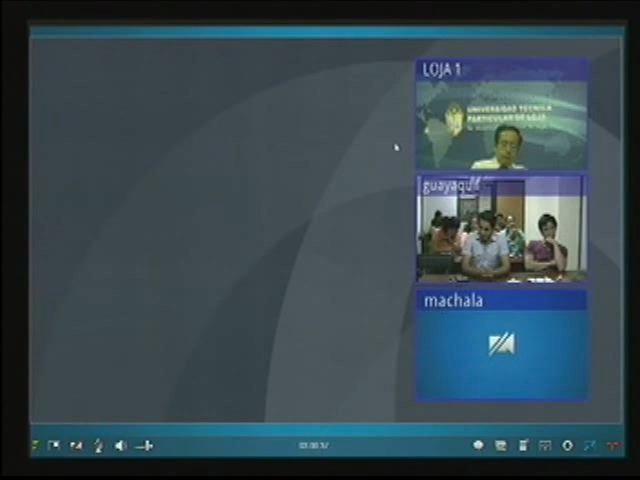 LOJA 1
UNIVERSIDAD TECNICA
PARTICULAR DE LOJA
guayaquil
machala